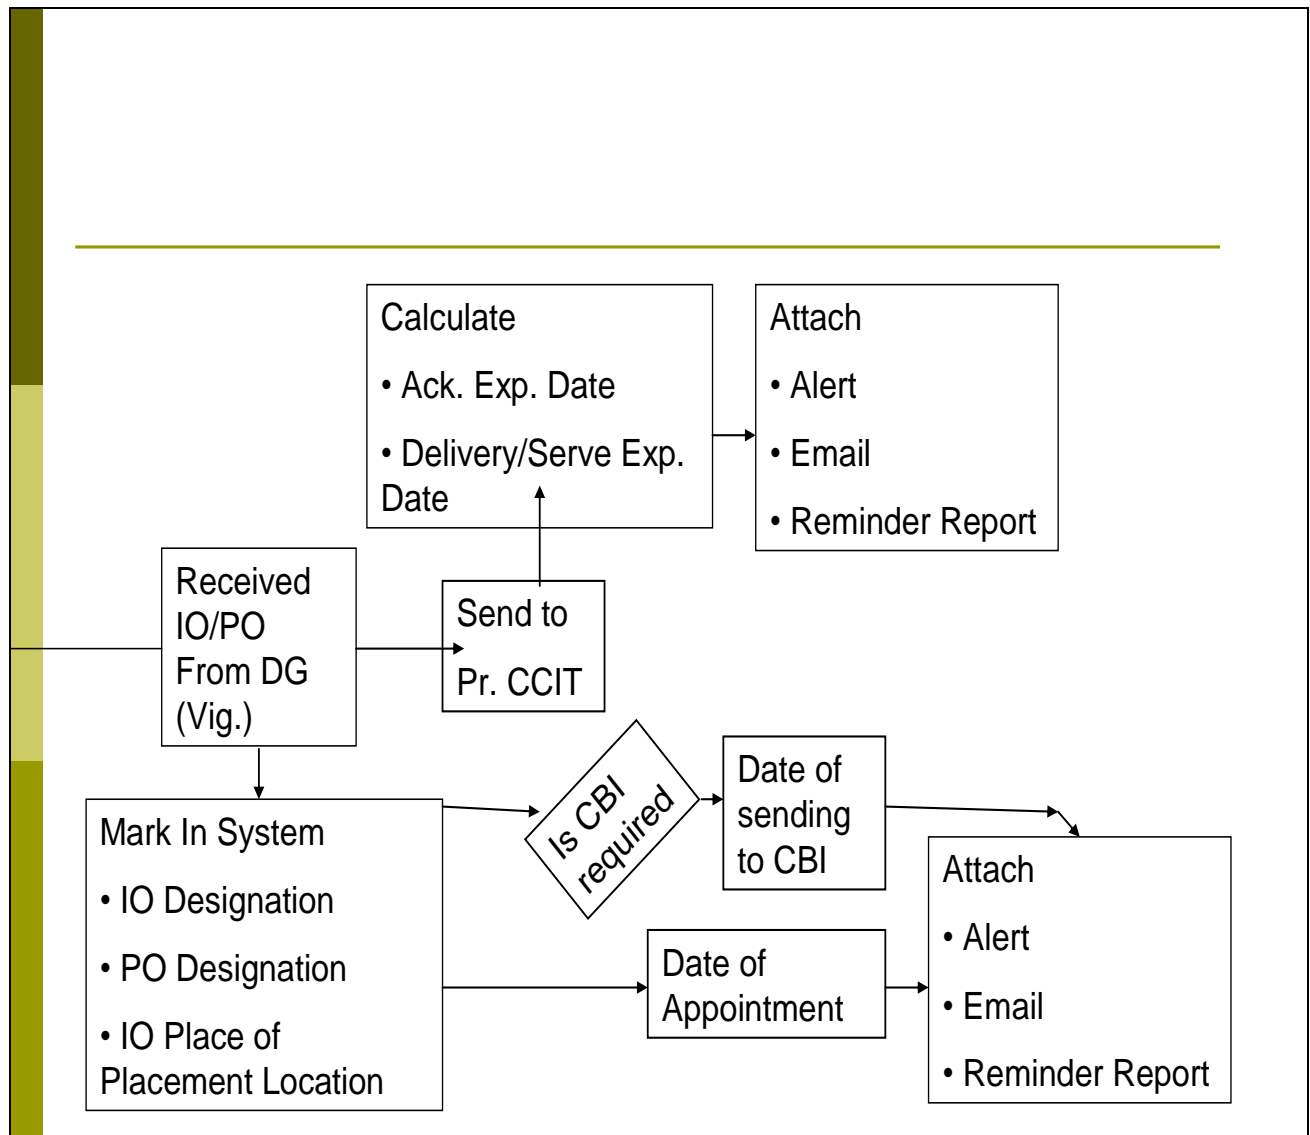 Calculate
• Ack. Exp. Date
• Delivery/Serve Exp.
Date
Attach
• Alert
• Email
• Reminder Report
Received
IO/PO
From DG
(Vig.)
Send to
Pr. CCIT
Mark In System
• IO Designation
• PO Designation
• IO Place of
Placement Location
Is CBI
required
Date of
sending
to CBI
Date of
Appointment
Attach
• Alert
• Email
• Reminder Report